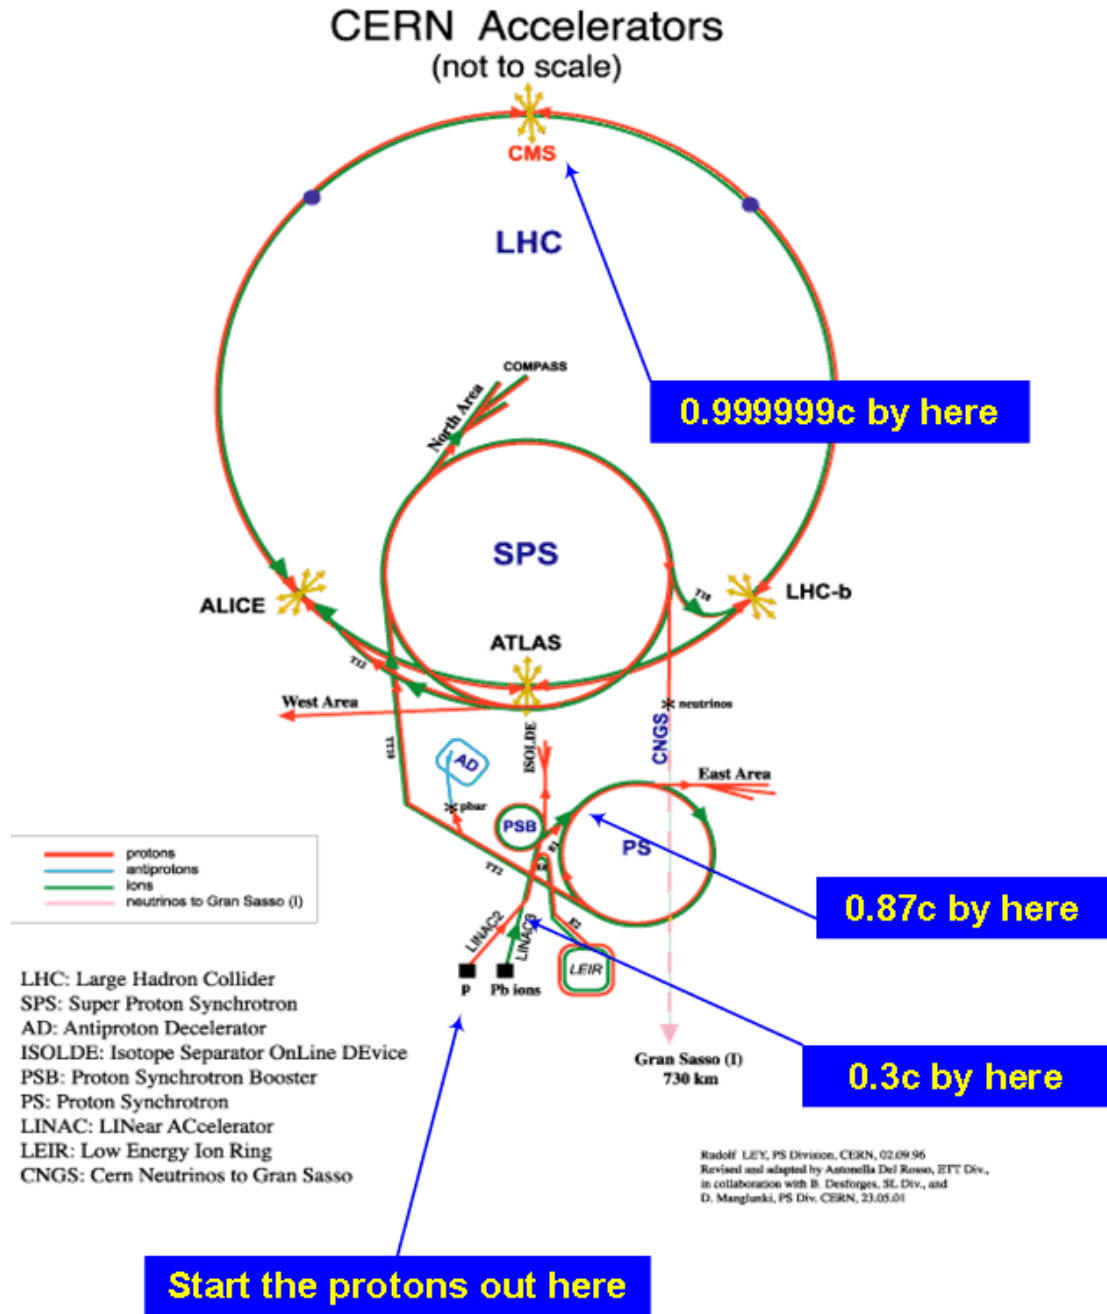 CERN Accelerators
(not to scale)
CMS
LHC
COMPASS
North Area
0.999999c by here
SPS
ALICE
LHC-b
TI8
ATLAS
TI2
West Area
neutrinos
CNGS
ISOLDE
TT10
AD
East Area
pbar
PSB
PS
protons
antiprotons
ions
neutrinos to Gran Sasso (I)
TT2
E2
0.87c by here
LINAC2
LINAC3
LEIR
P
Pb ions
LHC: Large Hadron Collider
SPS: Super Proton Synchrotron
AD: Antiproton Decelerator
ISOLDE: Isotope Separator OnLine DEvice
PSB: Proton Synchrotron Booster
PS: Proton Synchrotron
LINAC: LINear ACcelerator
LEIR: Low Energy Ion Ring
CNGS: Cern Neutrinos to Gran Sasso
Gran Sasso (I)
730 km
0.3c by here
Rudolf LEY, PS Division, CERN, 02.09.96
Revised and adapted by Antonella Del Rosso, ETT Div.,
in collaboration with B. Desforges, SL Div., and
D. Manglunki, PS Div. CERN, 23.05.01
Start the protons out here